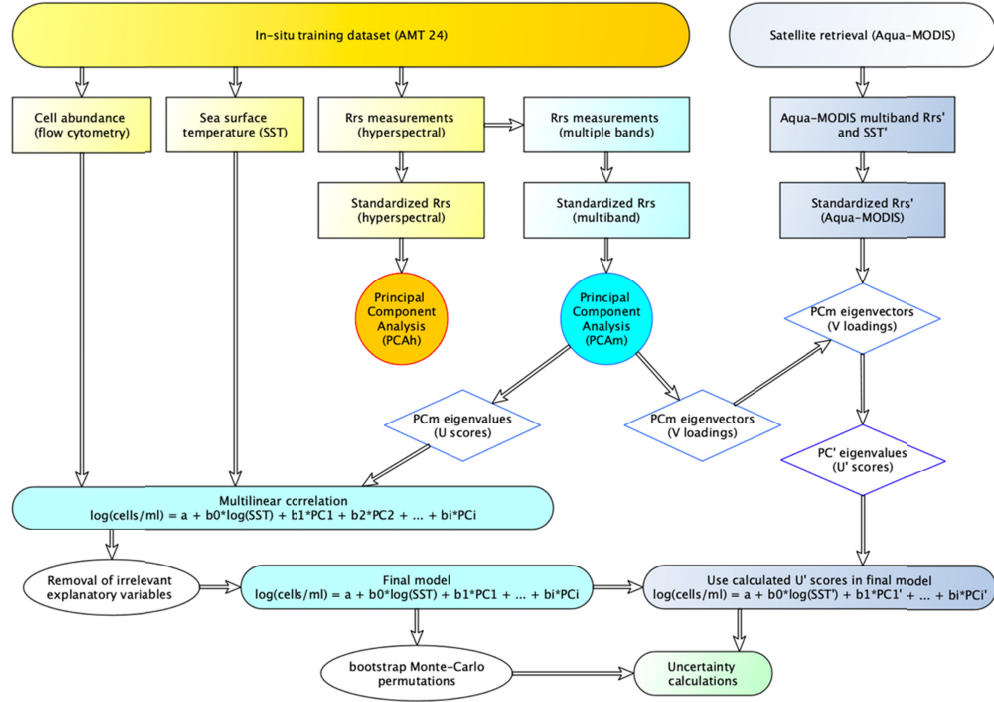 In-situ training dataset (AMT 24)
Satellite retrieval (Aqua-MODIS)
Cell abundance
(flow cytometry)
Sea surface
temperature (SST)
Rrs measurements
(hyperspectral)
Rrs measurements
(multiple bands)
Aqua-MODIS multiband Rrs'
and SST'
Standardized Rrs
(hyperspectral)
Standardized Rrs
(multiband)
Standardized Rrs'
(Aqua-MODIS)
Principal
Component
Analysis
(PCAh)
Principal
Component
Analysis
(PCAm)
PCm eigenvectors
(V loadings)
PCm eigenvalues
(U scores)
PCm eigenvectors
(V loadings)
PC' eigenvalues
(U' scores)
Multilinear correlation
log(cells/ml) = a + b0*log(SST) + b1*PC1 + b2*PC2 + ... + bi*PCi
Removal of irrelevant
explanatory variables
Final model
log(cells/ml) = a + b0*log(SST) + b1*PC1 + ... + bi*PCi
Use calculated U' scores in final model
log(cells/ml) = a + b0*log(SST') + b1*PC1' + ... + bi*PCi'
bootstrap Monte-Carlo
permutations
Uncertainty
calculations